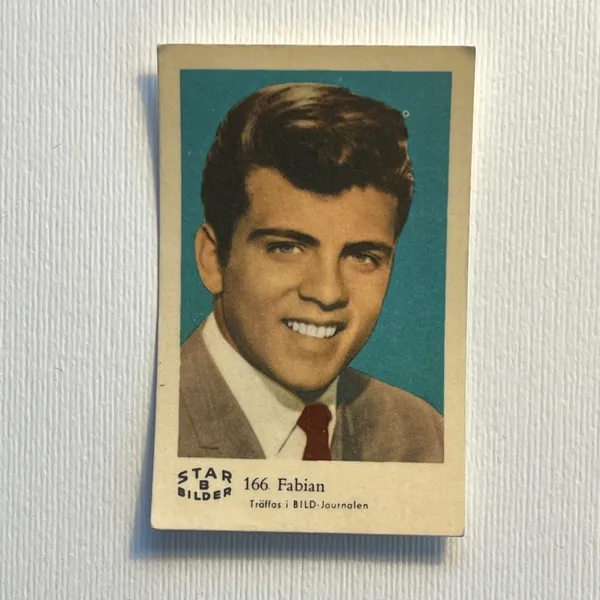 STAR
B
BILDER
166 Fabian
Träffas i BILD-Journalen